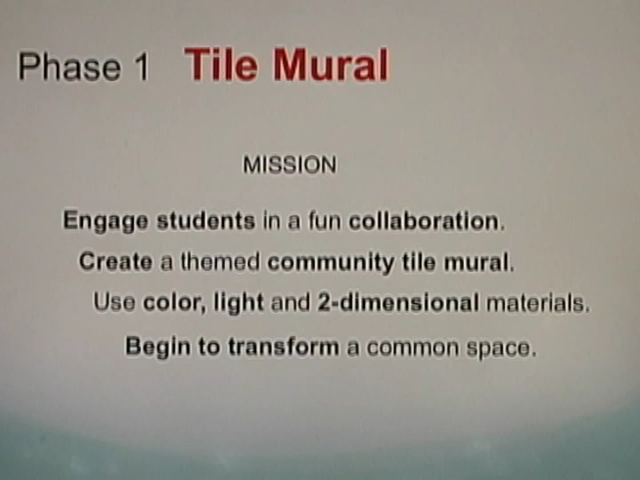 Phase 1 Tile Mural
MISSION
Engage students in a fun collaboration.
Create a themed community tile mural.
Use color, light and 2-dimensional materials.
Begin to transform a common space.